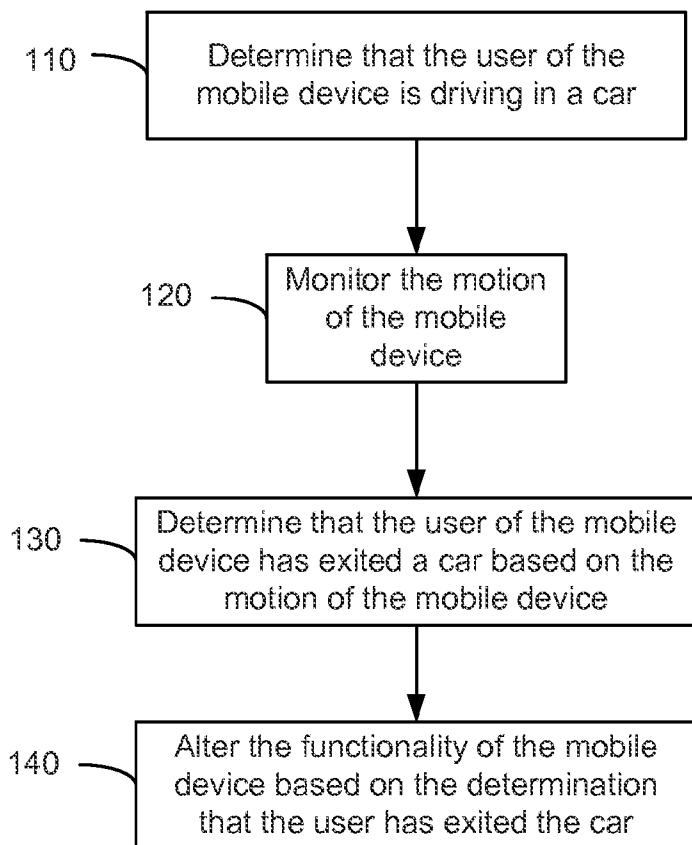 110
Determine that the user of the
mobile device is driving in a car
120
Monitor the motion
of the mobile
device
130
Determine that the user of the mobile
device has exited a car based on the
motion of the mobile device
140
Alter the functionality of the mobile
device based on the determination
that the user has exited the car